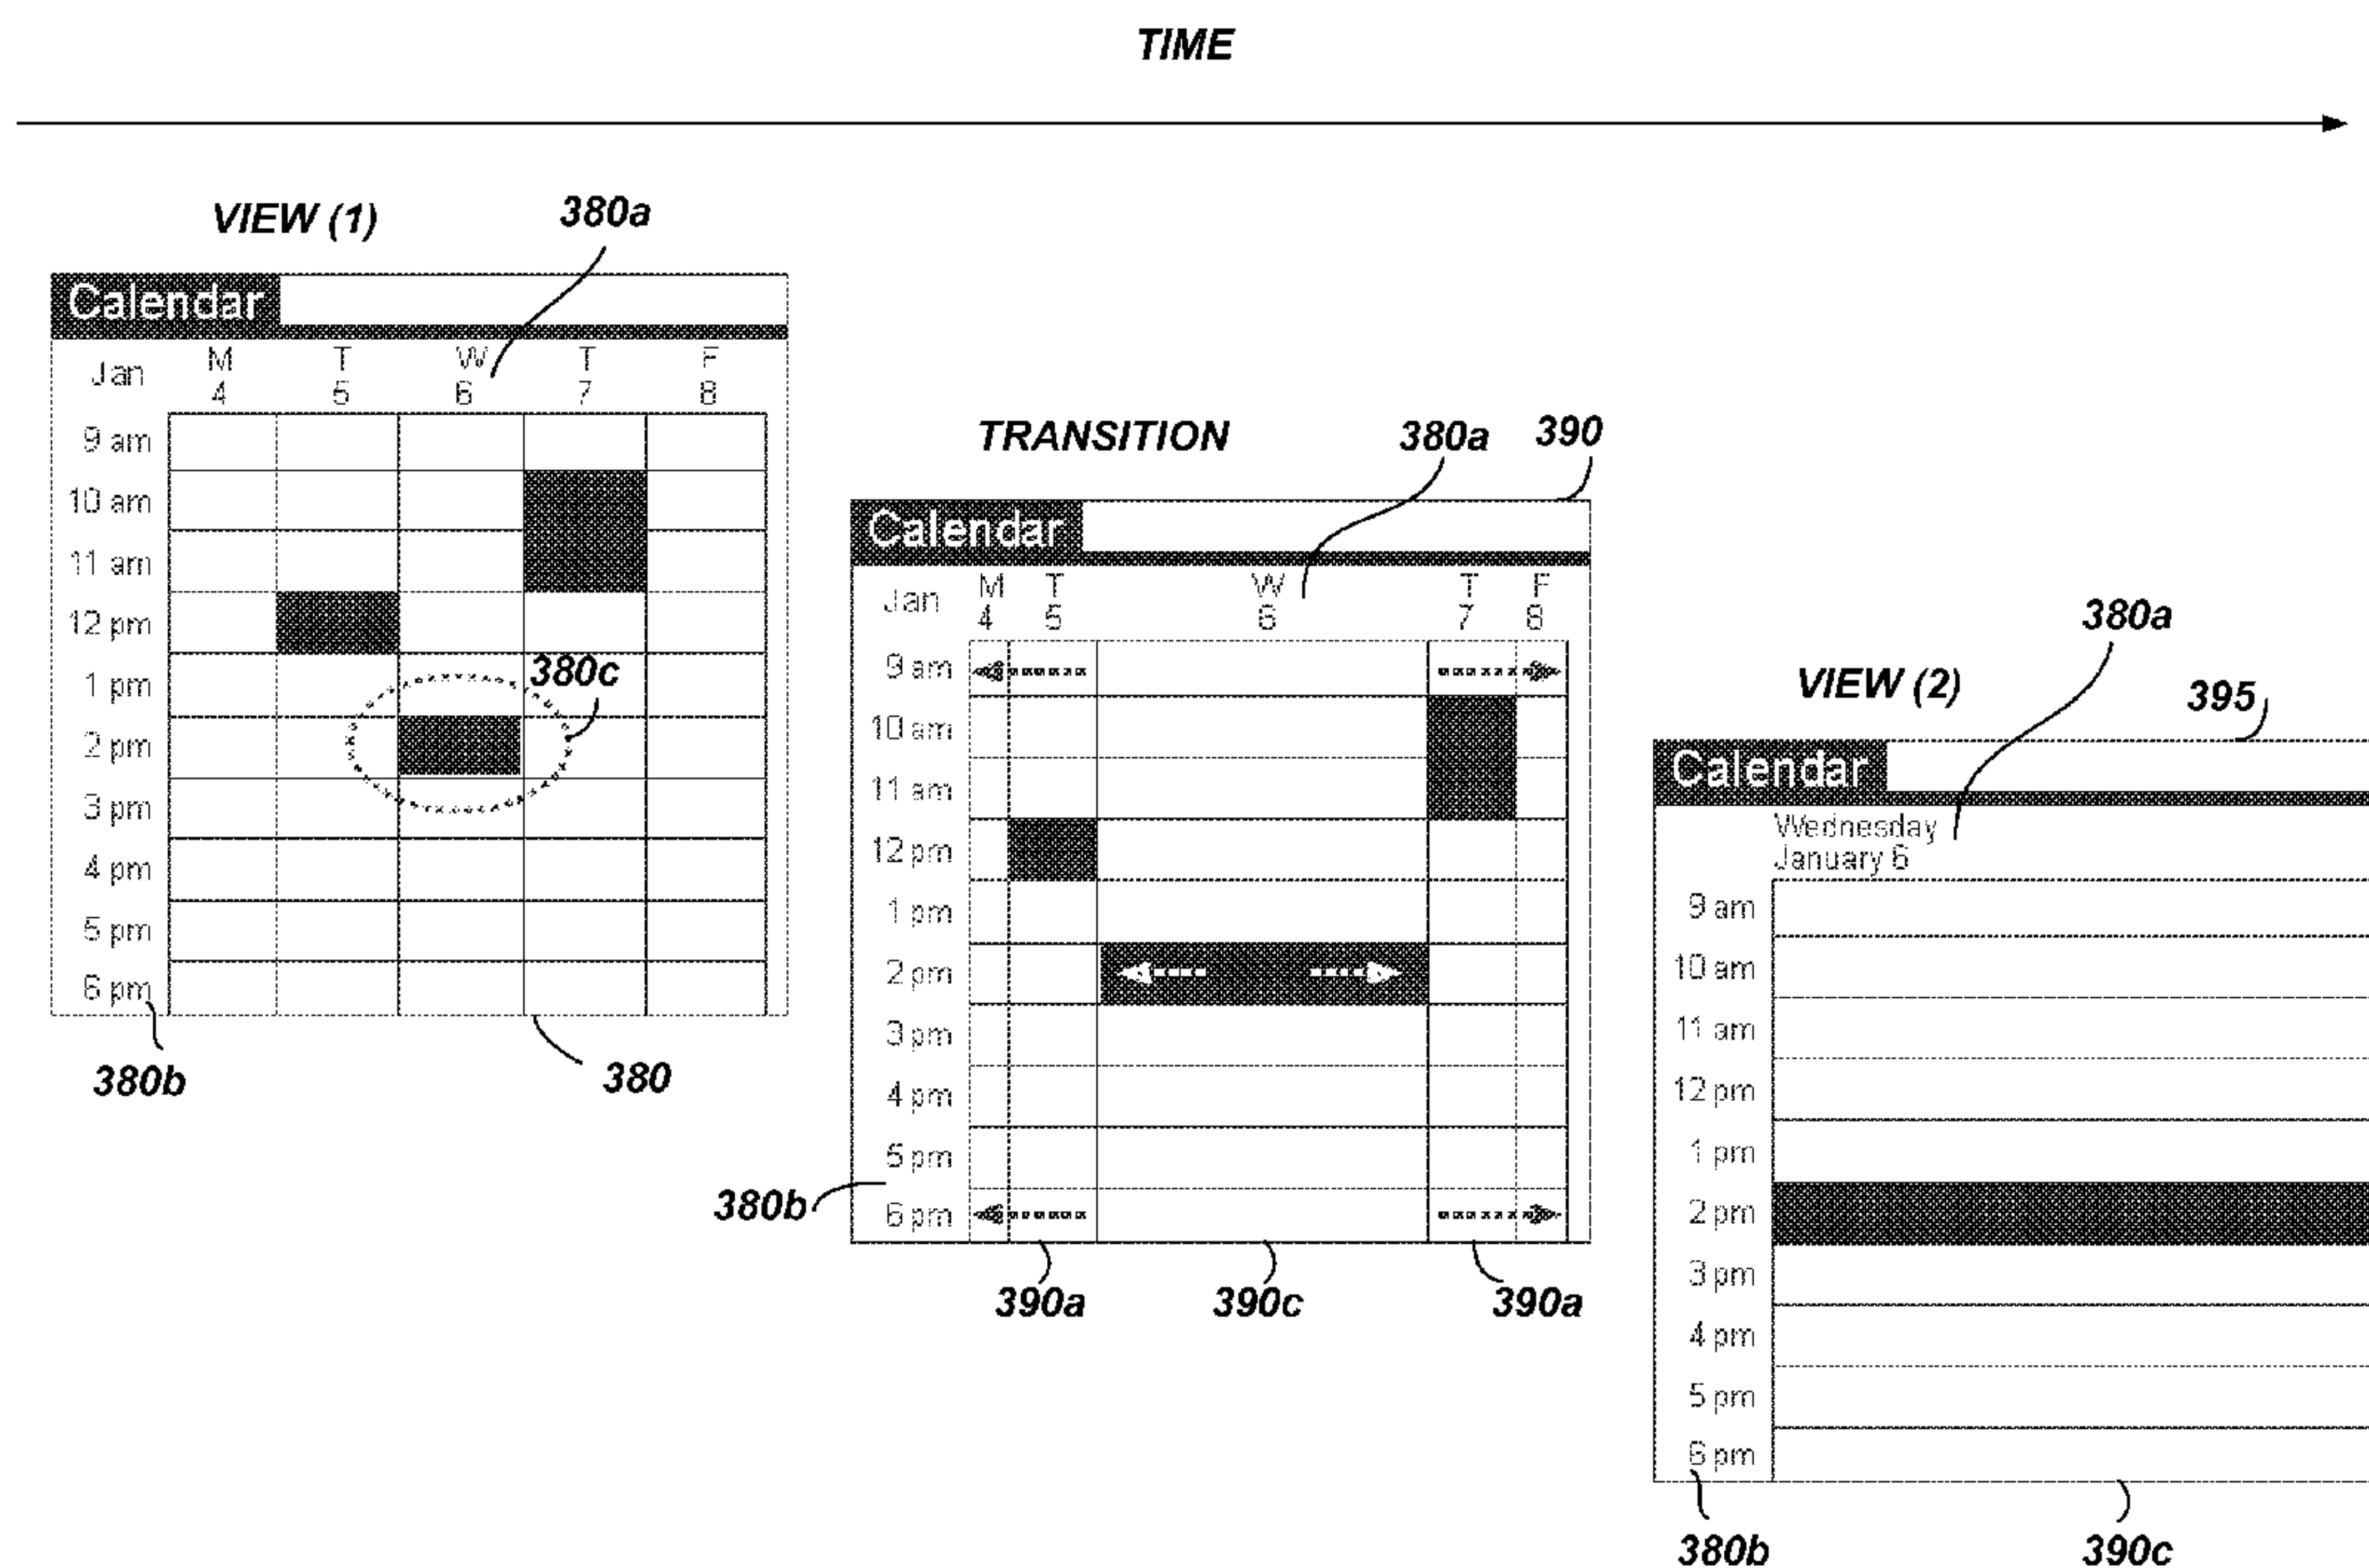 TIME
VIEW (1)
380a
Calendar
Jan M T W T F
4 5 6 7 8
9 am
10 am
11 am
12 pm
1 pm
380c
2 pm
3 pm
4 pm
5 pm
6 pm
380b
380
TRANSITION
380a
390
Calendar
Jan M T W T F
4 5 6 7 8
9 am
10 am
11 am
12 pm
1 pm
2 pm
3 pm
4 pm
5 pm
380b
6 pm
390a
390c
390a
VIEW (2)
380a
395
Calendar
Wednesday
January 6
9 am
10 am
11 am
12 pm
1 pm
2 pm
3 pm
4 pm
5 pm
6 pm
380b
390c